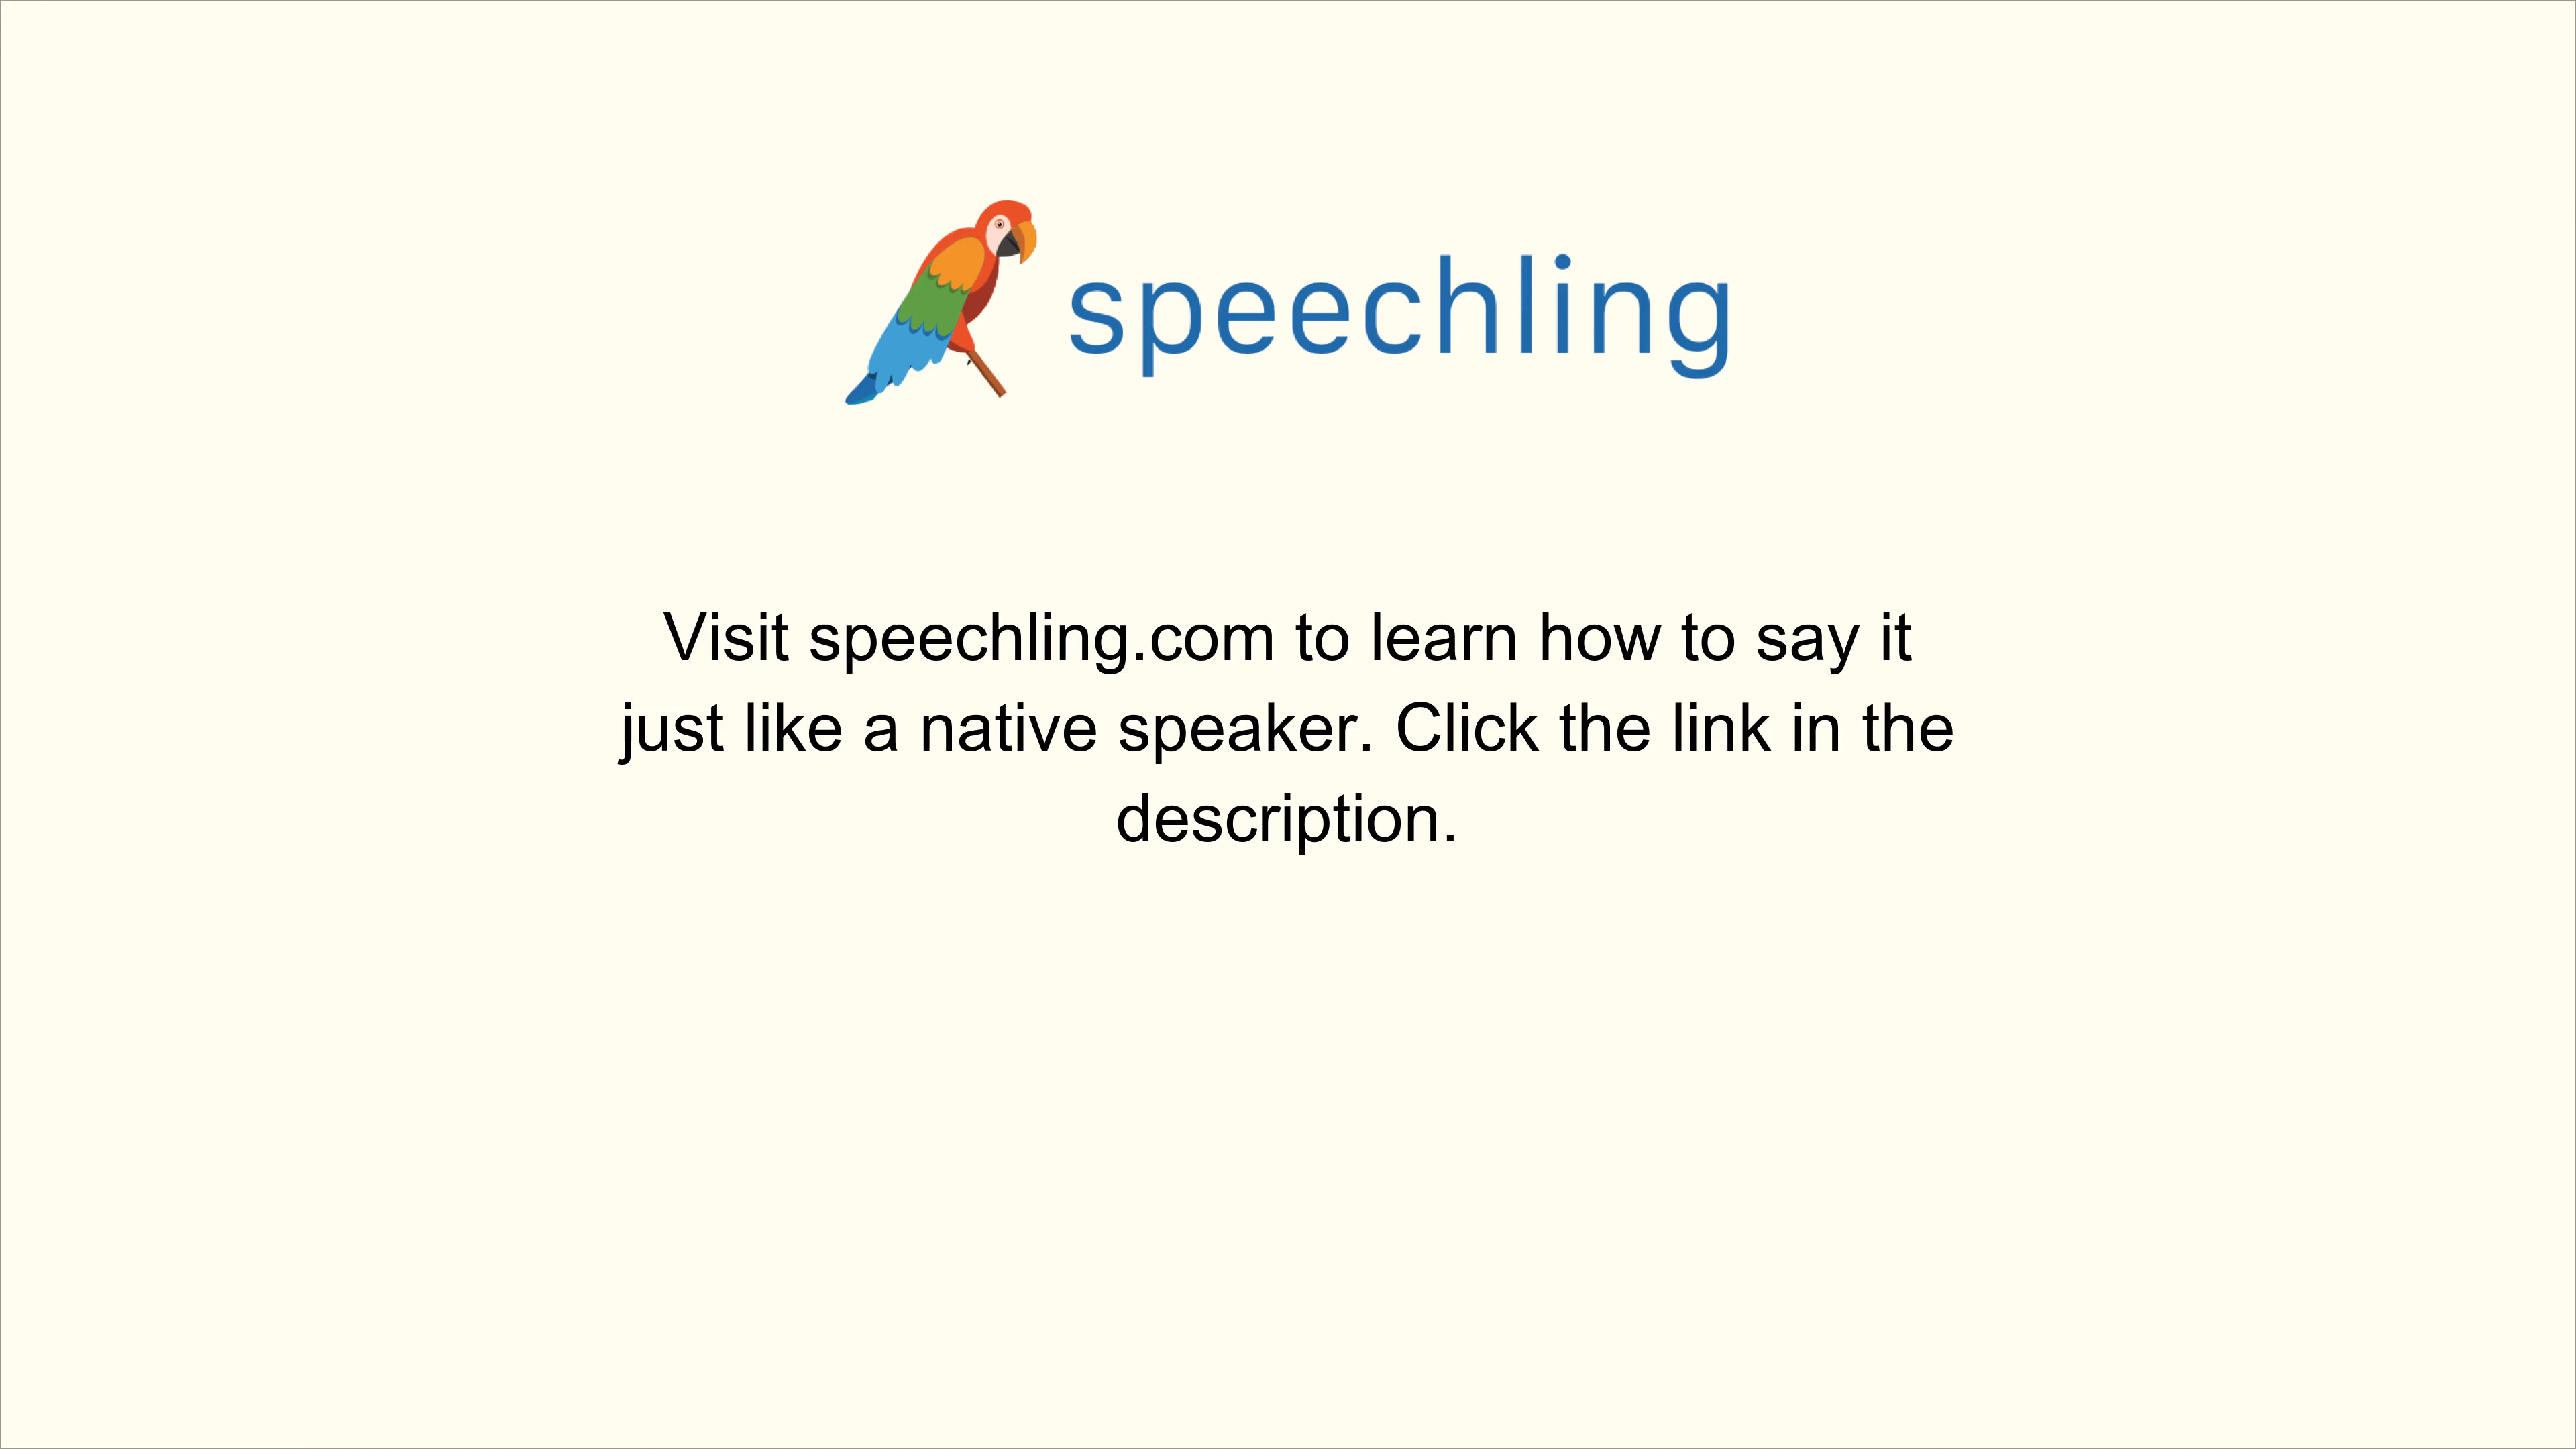 speechling
Visit speechling.com to learn how to say it
just like a native speaker. Click the link in the
description.